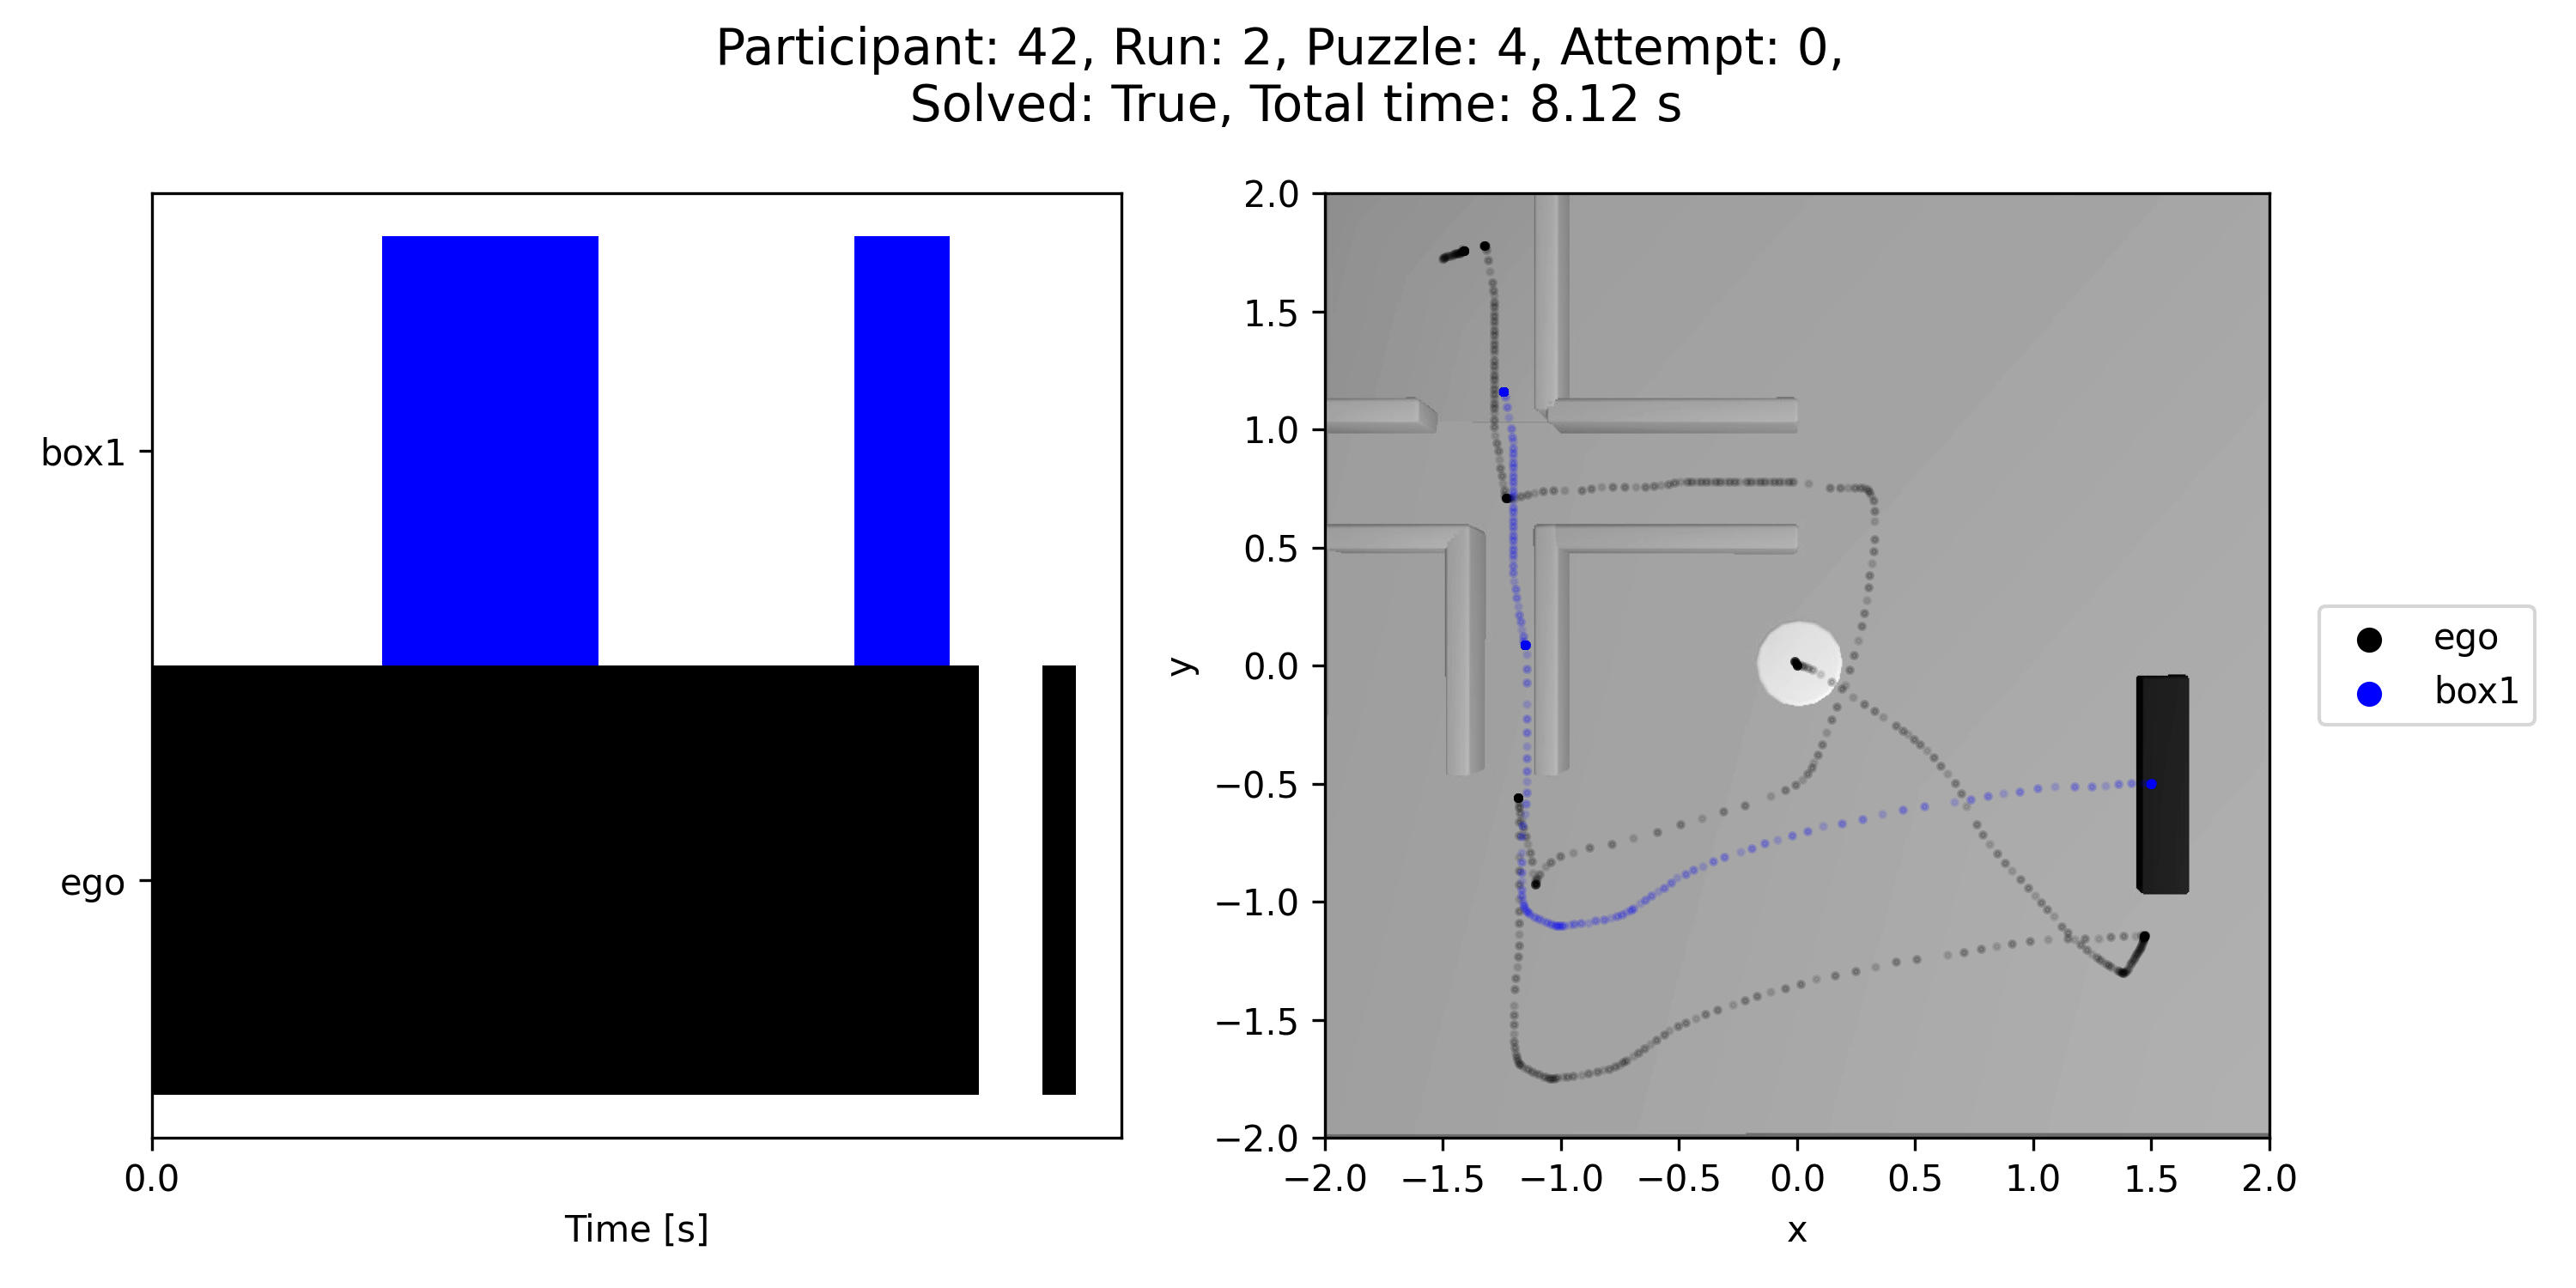 Participant: 42, Run: 2, Puzzle: 4, Attempt: 0,
Solved: True, Total time: 8.12 s
box1
ego
0.0
Time [s]
2.0
1.5
1.0
0.5
0.0
−0.5
−1.0
−1.5
−2.0
y
−2.0 −1.5 −1.0 −0.5 0.0 0.5 1.0 1.5 2.0
x
ego
box1